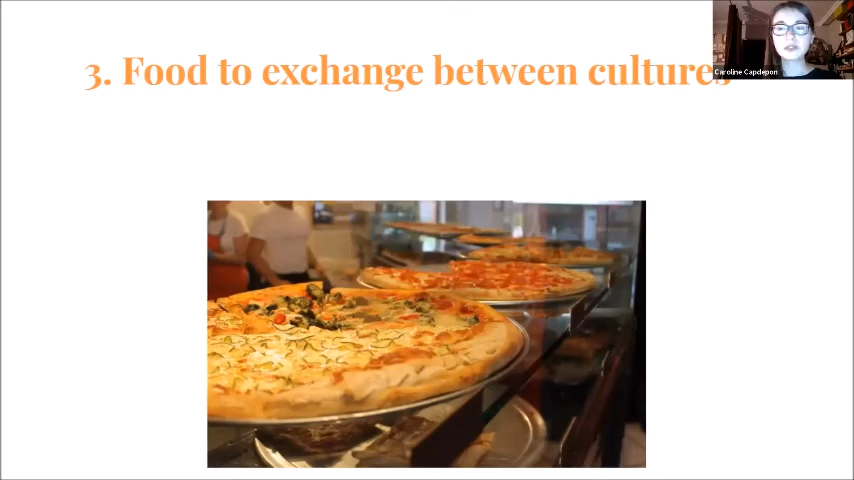 3. Food to exchange between cultures
Caroline Capdepon